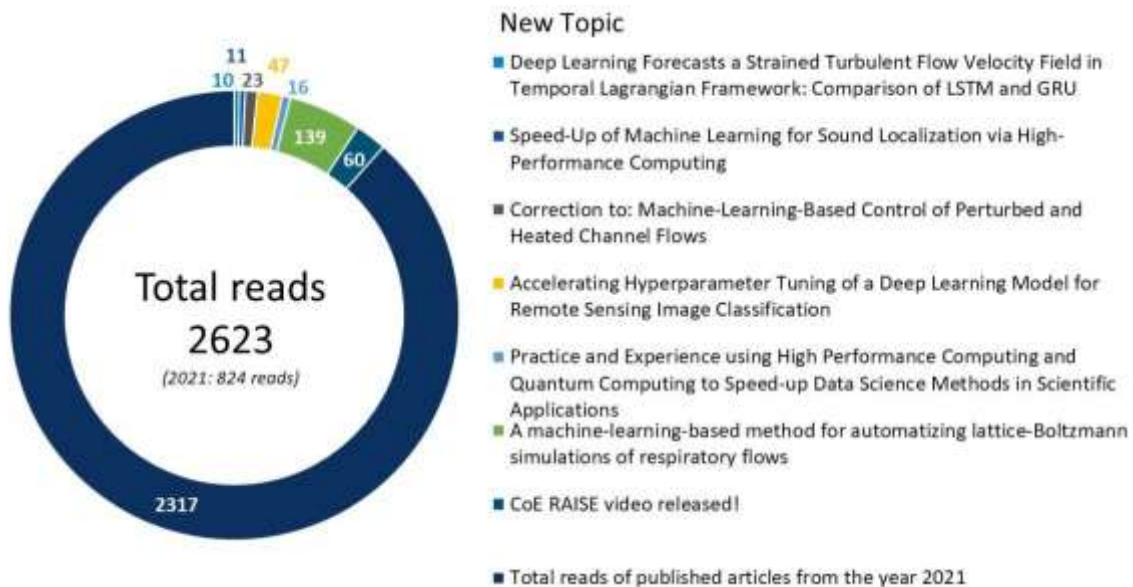 New Topic
11
47
10
23
16
139
60
Total reads
2623
(2021: 824 reads)
2317
Deep Learning Forecasts a Strained Turbulent Flow Velocity Field in
Temporal Lagrangian Framework: Comparison of LSTM and GRU
Speed-Up of Machine Learning for Sound Localization via High-
Performance Computing
Correction to: Machine-Learning-Based Control of Perturbed and
Heated Channel Flows
Accelerating Hyperparameter Tuning of a Deep Learning Model for
Remote Sensing Image Classification
Practice and Experience using High Performance Computing and
Quantum Computing to Speed-up Data Science Methods in Scientific
Applications
A machine-learning-based method for automatizing lattice-Boltzmann
simulations of respiratory flows
CoE RAISE video released!
Total reads of published articles from the year 2021